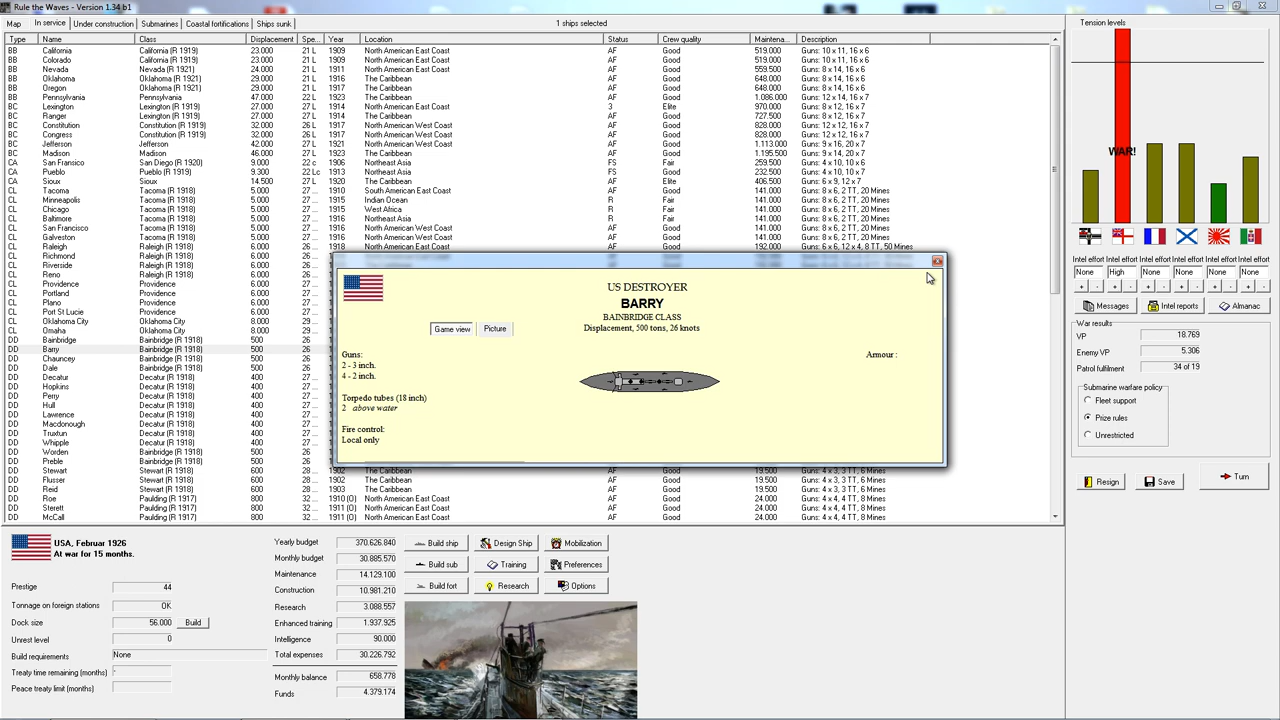 Rule the Waves - Version 1.34 b1
Map In service Under construction Submarines Coastal fortifications Ships sunk 1 ships selected
Type Name Class Displacement Spe... Year Location Status Crew quality Maintena... Description
BB California California (R 1919) 23.000 21 L 1909 North American East Coast AF Good 519.000 Guns: 10 x 11, 16 x 6
BB Colorado California (R 1919) 23.000 21 L 1909 North American East Coast AF Good 519.000 Guns: 10 x 11, 16 x 6
BB Nevada Nevada (R 1921) 24.000 21 L 1911 North American East Coast AF Good 559.500 Guns: 8 x 14, 16 x 6
BB Oklahoma Oklahoma (R 1921) 29.000 21 L 1916 The Caribbean AF Good 648.000 Guns: 8 x 14, 16 x 6
BB Oregon Oklahoma (R 1921) 29.000 21 L 1917 The Caribbean AF Good 648.000 Guns: 8 x 14, 16 x 6
BB Pennsylvania Pennsylvania 47.000 22 L 1923 The Caribbean AF Good 1.086.000 Guns: 12 x 14, 16 x 7
BC Lexington Lexington (R 1919) 27.000 27 L 1914 North American East Coast 3 Elite 970.000 Guns: 8 x 12, 16 x 7
BC Ranger Lexington (R 1919) 27.000 27 L 1914 The Caribbean AF Good 727.500 Guns: 8 x 12, 16 x 7
BC Constitution Constitution (R 1919) 32.000 26 L 1917 North American West Coast AF Good 828.000 Guns: 12 x 12, 16 x 7
BC Congress Constitution (R 1919) 32.000 26 L 1917 North American West Coast AF Good 828.000 Guns: 12 x 12, 16 x 7
BC Jefferson Jefferson 42.000 27 L 1921 North American West Coast AF Good 1.113.000 Guns: 9 x 16, 20 x 7
BC Madison Madison 46.000 27 L 1923 The Caribbean AF Good 1.195.500 Guns: 9 x 14, 20 x 7
CA San Fransico San Diego (R 1920) 9.000 22 c 1906 Northeast Asia FS Fair 259.500 Guns: 4 x 10, 10 x 6
CA Pueblo Pueblo (R 1919) 9.300 22 Lc 1913 Northeast Asia FS Fair 232.500 Guns: 4 x 10, 10 x 7
CA Sioux Sioux 14.500 27 L 1920 The Caribbean AF Good 406.500 Guns: 6 x 9, 12 x 7
CL Tacoma Tacoma (R 1918) 5.000 27 ... 1910 South American East Coast AF Good 141.000 Guns: 8 x 6, 2 TT, 20 Mines
CL Minneapolis Tacoma (R 1918) 5.000 27 ... 1915 Indian Ocean R Fair 141.000 Guns: 8 x 6, 2 TT, 20 Mines
CL Chicago Tacoma (R 1918) 5.000 27 ... 1915 West Africa R Fair 141.000 Guns: 8 x 6, 2 TT, 20 Mines
CL Baltimore Tacoma (R 1918) 5.000 27 ... 1916 Northeast Asia R Fair 141.000 Guns: 8 x 6, 2 TT, 20 Mines
CL St Louis Tacoma (R 1918) 5.000 27 ... 1916 North American West Coast AF Good 141.000 Guns: 8 x 6, 2 TT, 20 Mines
CL Galveston Tacoma (R 1918) 5.000 27 ... 1916 North American West Coast AF Good 141.000 Guns: 8 x 6, 2 TT, 20 Mines
CL Raleigh Raleigh (R 1918) 5.000 26 ... 1918 North American East Coast AF Good 192.000 Guns: 6 x 6, 12 x 4, 8 TT, 50 Mines
CL Richmond Raleigh (R 1918) 5.000 26
CL Riverside Raleigh (R 1918) 5.000 26
CL Reno Raleigh (R 1918) 5.000 26
CL Providence Providence 5.000 26
CL Portland Providence 5.000 26
CL Plano Providence 5.000 26
CL Port St Lucie Providence 5.000 26
CL Oklahoma City Oklahoma City 8.000 26
CL Omaha Oklahoma City 8.000 26
DD Bainbridge Bainbridge (R 1918) 500 26
DD Barry Bainbridge (R 1918) 500 26
DD Chauncey Bainbridge (R 1918) 500 26
DD Dale Bainbridge (R 1918) 500 26
DD Decatur Decatur (R 1918) 400 26
DD Hopkins Decatur (R 1918) 400 26
DD Perry Decatur (R 1918) 400 26
DD Hull Decatur (R 1918) 400 26
DD Lawrence Decatur (R 1918) 400 26
DD Macdonough Decatur (R 1918) 400 26
DD Truxtun Decatur (R 1918) 400 26
DD Whipple Decatur (R 1918) 400 26
DD Worden Bainbridge (R 1918) 500 26
DD Preble Bainbridge (R 1918) 500 26
DD Stewart Stewart (R 1918) 600 28 ... 1902 The Caribbean AF Good 19.500 Guns: 4 x 3, 3 TT, 6 Mines
DD Flusser Stewart (R 1918) 600 28 ... 1902 The Caribbean AF Good 19.500 Guns: 4 x 3, 3 TT, 6 Mines
DD Reid Stewart (R 1918) 600 28 ... 1903 The Caribbean AF Good 19.500 Guns: 4 x 3, 3 TT, 6 Mines
DD Roe Paulding (R 1917) 800 32 ... 1910 (O) North American East Coast AF Good 24.000 Guns: 4 x 4, 4 TT, 8 Mines
DD Sterett Paulding (R 1917) 800 32 ... 1911 (O) North American East Coast AF Good 24.000 Guns: 4 x 4, 4 TT, 8 Mines
DD McCall Paulding (R 1917) 800 32 ... 1911 (O) North American East Coast AF Good 24.000 Guns: 4 x 4, 4 TT, 8 Mines
US DESTROYER
BARRY
BAINBRIDGE CLASS
Displacement, 500 tons, 26 knots
Game view Picture
Guns:
2 - 3 inch.
4 - 2 inch.
Torpedo tubes (18 inch)
2 above water
Fire control:
Local only
Armour :
Tension levels
WAR!
Intel effort Intel effort Intel effort Intel effort Intel effort Intel effort
None High None None None None
+ - + - + - + - + - + -
Messages Intel reports Almanac
War results
VP 18.769
Enemy VP 5.306
Patrol fulfilment 34 of 19
Submarine warfare policy
Fleet support
Prize rules
Unrestricted
Resign Save Turn
USA, Februar 1926
At war for 15 months.
Prestige 44
Tonnage on foreign stations OK
Dock size 56.000 Build
Unrest level 0
Build requirements None
Treaty time remaining (months) -
Peace treaty limit (months)
Yearly budget 370.626.840
Monthly budget 30.885.570
Maintenance 14.129.100
Construction 10.981.210
Research 3.088.557
Enhanced training 1.937.925
Intelligence 90.000
Total expenses 30.226.792
Monthly balance 658.778
Funds 4.379.174
Build ship Design Ship Mobilization
Build sub Training Preferences
Build fort Research Options